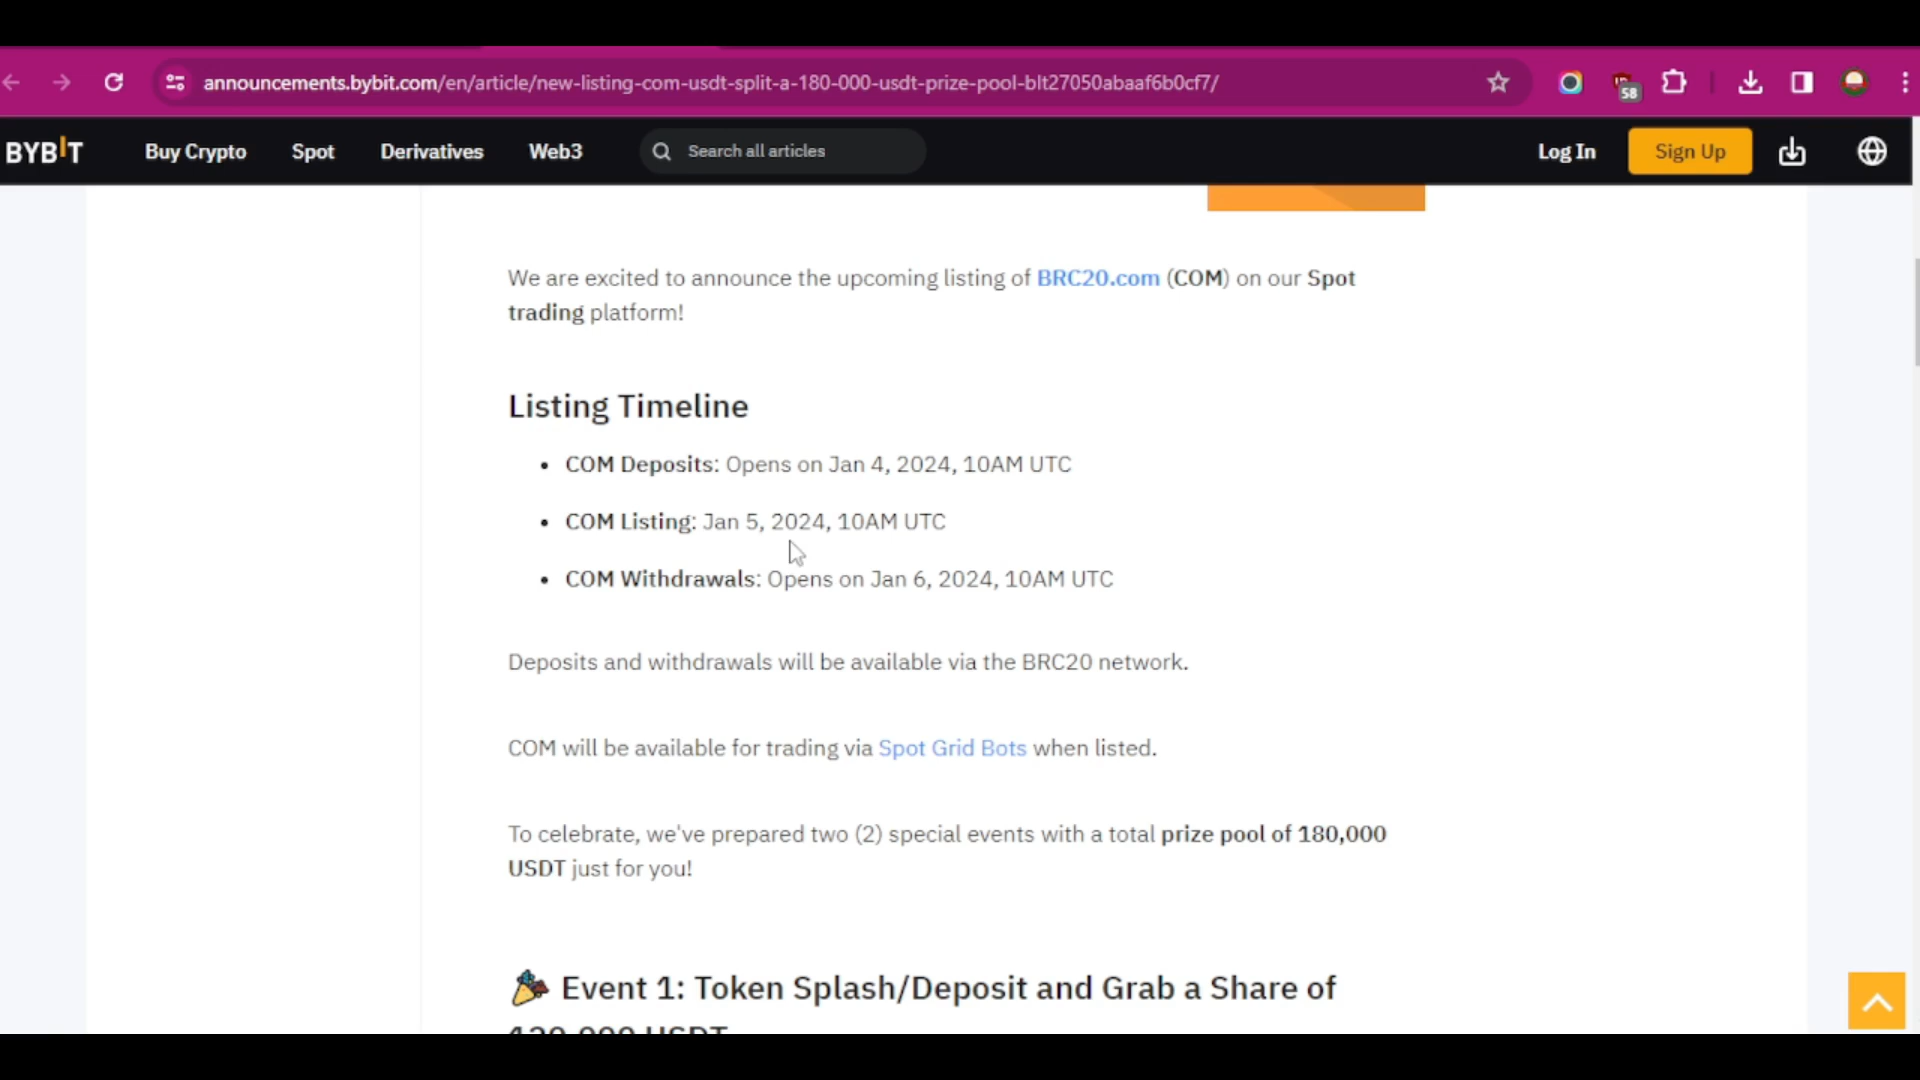 announcements.bybit.com/en/article/new-listing-com-usdt-split-a-180-000-usdt-prize-pool-blt27050abaaf6b0cf7/
58
BYBIT Buy Crypto Spot Derivatives Web3 Search all articles Log In Sign Up
We are excited to announce the upcoming listing of BRC20.com (COM) on our Spot
trading platform!
Listing Timeline
• COM Deposits: Opens on Jan 4, 2024, 10AM UTC
• COM Listing: Jan 5, 2024, 10AM UTC
• COM Withdrawals: Opens on Jan 6, 2024, 10AM UTC
Deposits and withdrawals will be available via the BRC20 network.
COM will be available for trading via Spot Grid Bots when listed.
To celebrate, we've prepared two (2) special events with a total prize pool of 180,000
USDT just for you!
🎉 Event 1: Token Splash/Deposit and Grab a Share of